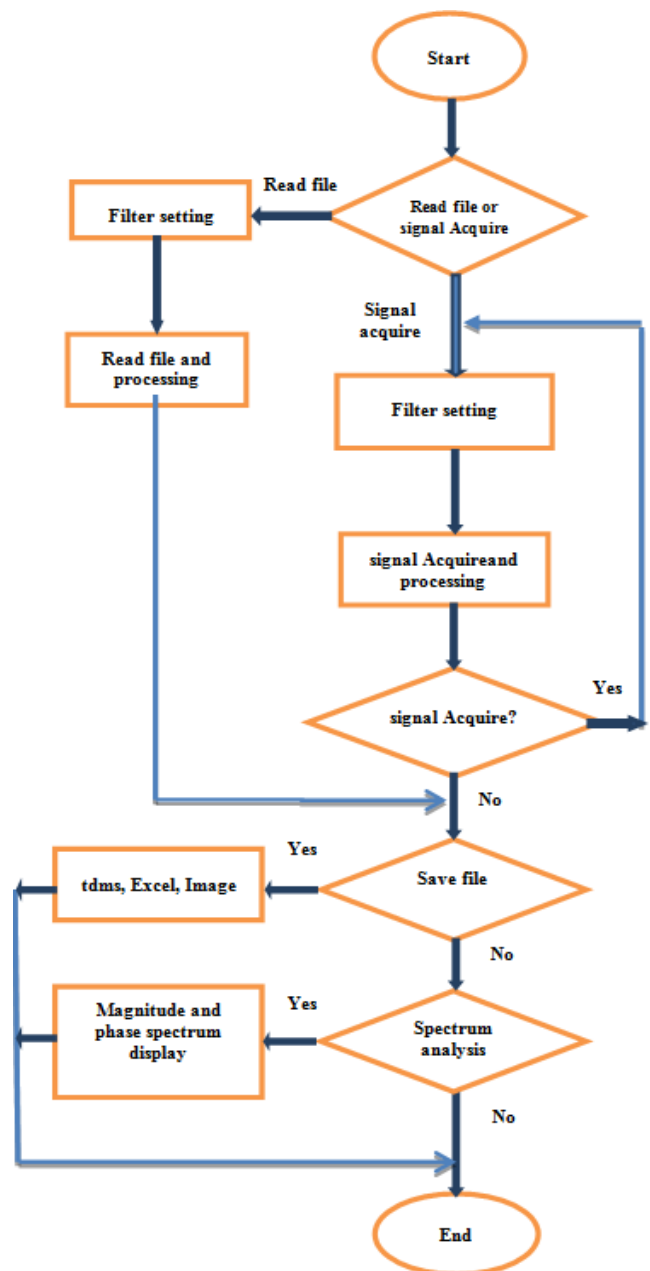 Start
Read file
Read file or
signal Acquire
Filter setting
Signal
acquire
Read file and
processing
Filter setting
signal Acquireand
processing
Yes
signal Acquire?
No
Yes
Save file
tdms, Excel, Image
No
Magnitude and
phase spectrum
display
Yes
Spectrum
analysis
No
End